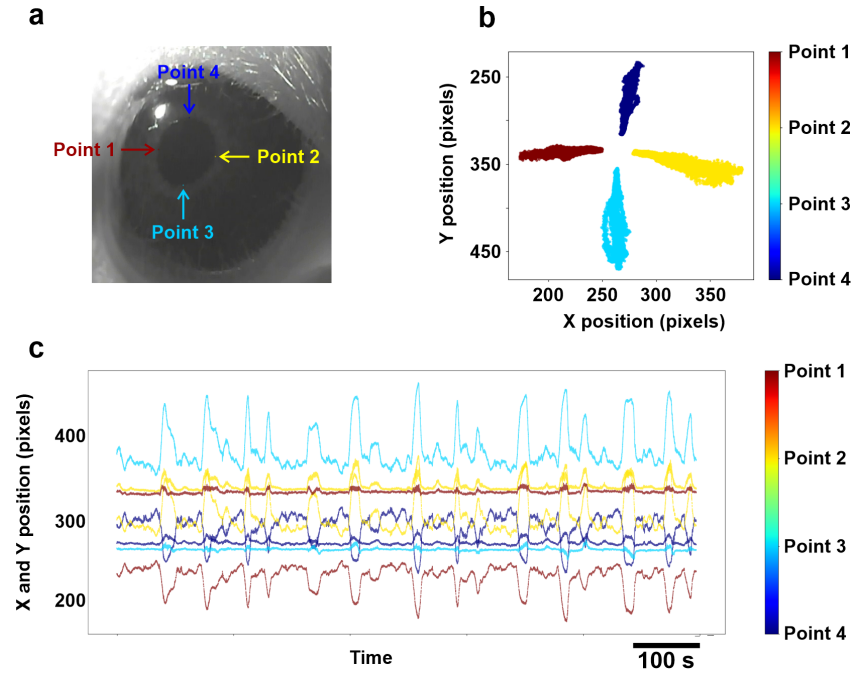 a
Point 4
Point 1
Point 2
Point 3
b
Y position (pixels)
250
350
450
200
250
300
350
X position (pixels)
Point 1
Point 2
Point 3
Point 4
c
X and Y position (pixels)
400
300
200
Time
100 s
Point 1
Point 2
Point 3
Point 4